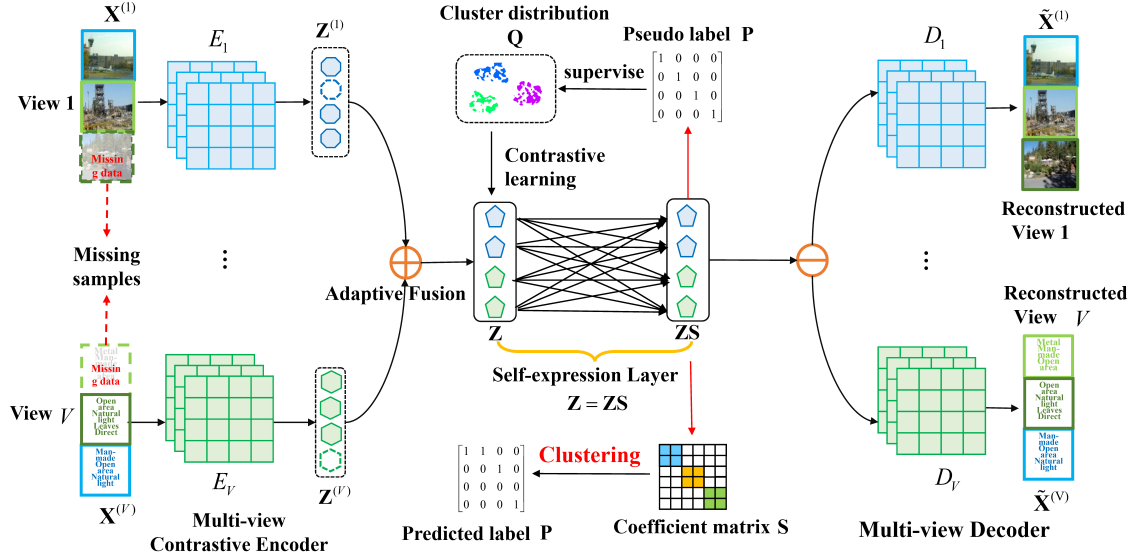 X(1)
View 1
Missin
g data
Missing
samples
Missin
g data
Metal
Man-
made
Open
area
View V
Open
area
Natural
light
Leaves
Direct
Man-
made
Open
area
Natural
light
X(V)
E1
Z(1)
⋮
EV
Z(V)
Multi-view
Contrastive Encoder
Adaptive Fusion
Cluster distribution
Q
supervise
Pseudo label P
1 0 0 0
0 1 0 0
0 0 1 0
0 0 0 1
Contrastive
learning
Z
ZS
Self-expression Layer
Z = ZS
Clustering
1 1 0 0
0 0 1 0
0 0 0 0
0 0 0 1
Predicted label P
Coefficient matrix S
D1
⋮
DV
Multi-view Decoder
X̃(1)
Reconstructed
View 1
Reconstructed
View V
Metal
Man-
made
Open
area
Open
area
Natural
light
Leaves
Direct
Man-
made
Open
area
Natural
light
X̃(V)